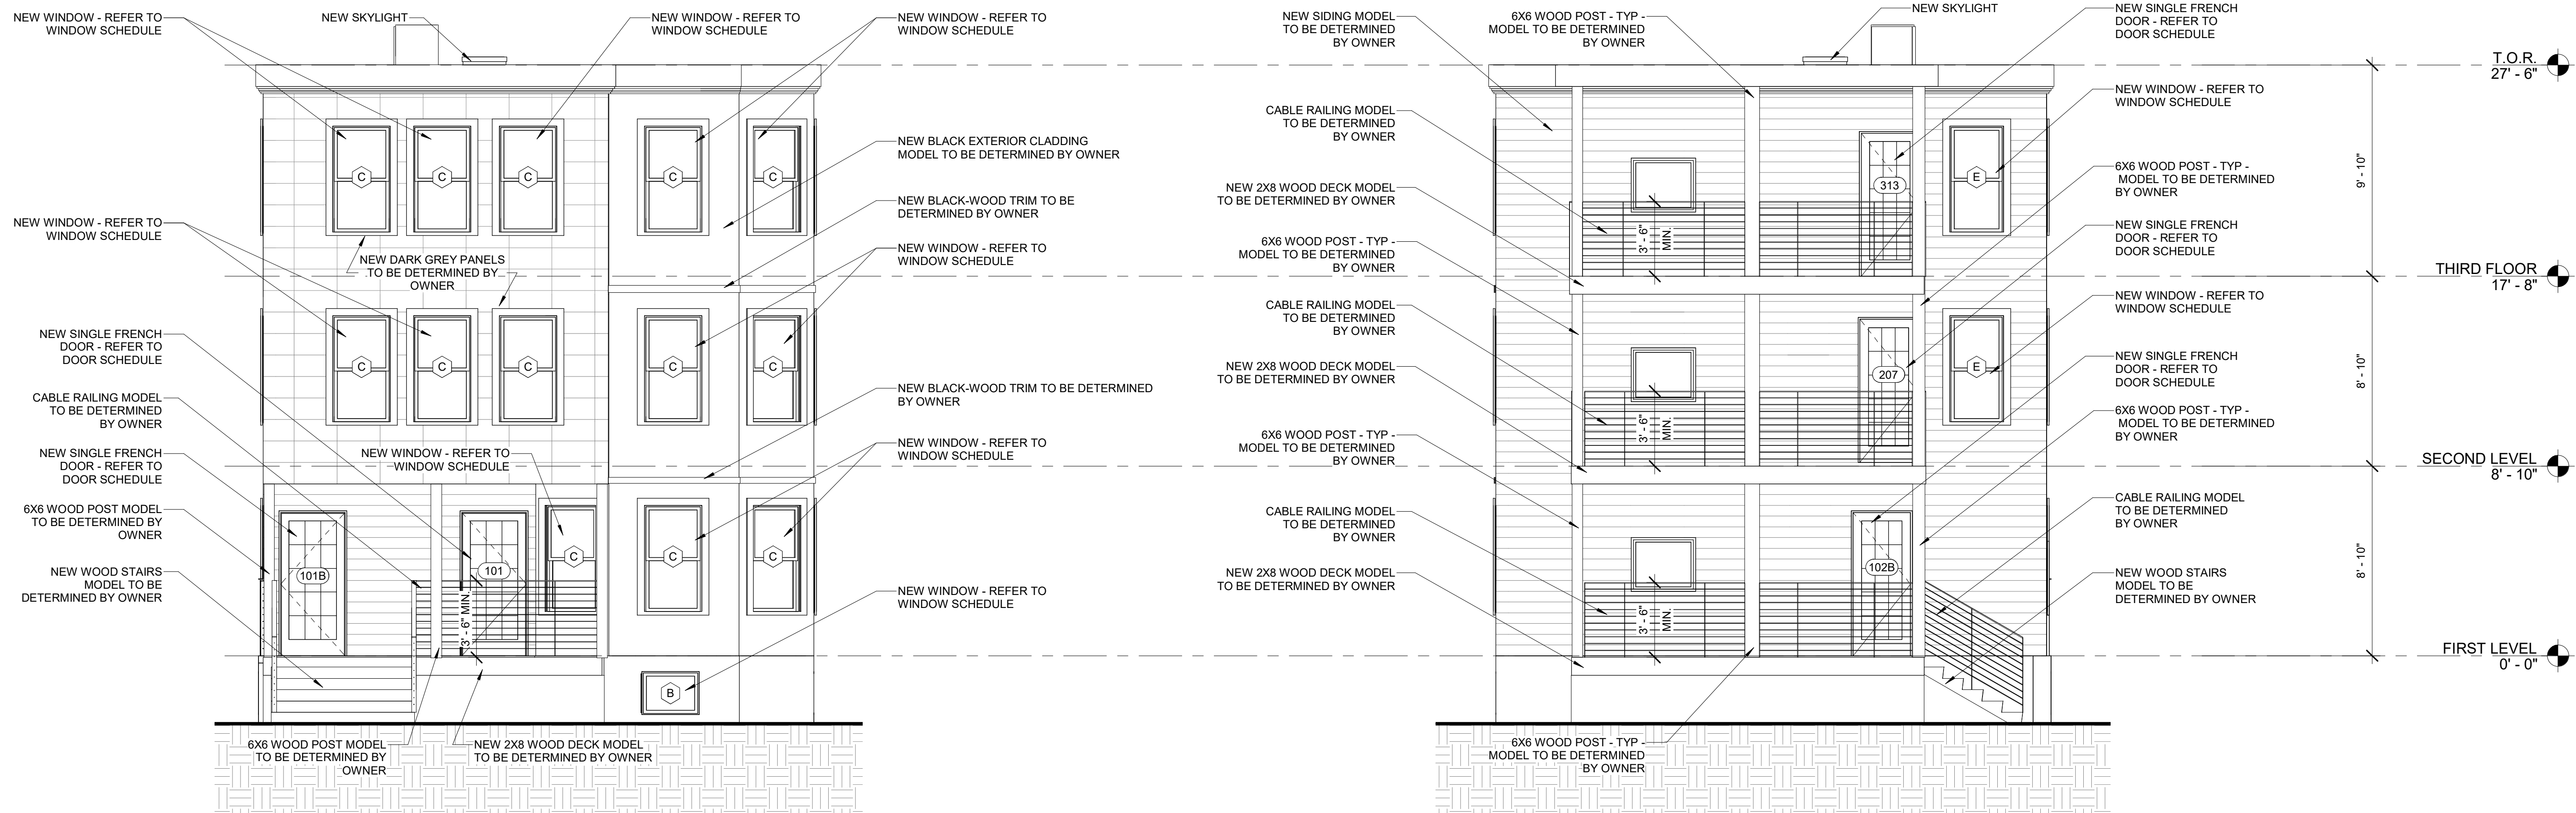 NEW WINDOW - REFER TO
WINDOW SCHEDULE
NEW SKYLIGHT
NEW WINDOW - REFER TO
WINDOW SCHEDULE
NEW WINDOW - REFER TO
WINDOW SCHEDULE
C
C
C
C
C
NEW BLACK EXTERIOR CLADDING
MODEL TO BE DETERMINED BY OWNER
NEW BLACK-WOOD TRIM TO BE
DETERMINED BY OWNER
NEW WINDOW - REFER TO
WINDOW SCHEDULE
NEW WINDOW - REFER TO
WINDOW SCHEDULE
NEW DARK GREY PANELS
TO BE DETERMINED BY
OWNER
NEW SINGLE FRENCH
DOOR - REFER TO
DOOR SCHEDULE
C
C
C
C
C
CABLE RAILING MODEL
TO BE DETERMINED
BY OWNER
NEW BLACK-WOOD TRIM TO BE DETERMINED
BY OWNER
NEW SINGLE FRENCH
DOOR - REFER TO
DOOR SCHEDULE
NEW WINDOW - REFER TO
WINDOW SCHEDULE
NEW WINDOW - REFER TO
WINDOW SCHEDULE
6X6 WOOD POST MODEL
TO BE DETERMINED BY
OWNER
C
C
C
101B
101
NEW WOOD STAIRS
MODEL TO BE
DETERMINED BY OWNER
3' - 6" MIN.
NEW WINDOW - REFER TO
WINDOW SCHEDULE
B
6X6 WOOD POST MODEL
TO BE DETERMINED BY
OWNER
NEW 2X8 WOOD DECK MODEL
TO BE DETERMINED BY OWNER
NEW SIDING MODEL
TO BE DETERMINED
BY OWNER
6X6 WOOD POST - TYP -
MODEL TO BE DETERMINED
BY OWNER
NEW SKYLIGHT
NEW SINGLE FRENCH
DOOR - REFER TO
DOOR SCHEDULE
CABLE RAILING MODEL
TO BE DETERMINED
BY OWNER
NEW WINDOW - REFER TO
WINDOW SCHEDULE
NEW 2X8 WOOD DECK MODEL
TO BE DETERMINED BY OWNER
313
E
6X6 WOOD POST - TYP -
MODEL TO BE DETERMINED
BY OWNER
6X6 WOOD POST - TYP -
MODEL TO BE DETERMINED
BY OWNER
3' - 6"
MIN.
NEW SINGLE FRENCH
DOOR - REFER TO
DOOR SCHEDULE
CABLE RAILING MODEL
TO BE DETERMINED
BY OWNER
NEW WINDOW - REFER TO
WINDOW SCHEDULE
NEW 2X8 WOOD DECK MODEL
TO BE DETERMINED BY OWNER
207
E
NEW SINGLE FRENCH
DOOR - REFER TO
DOOR SCHEDULE
3' - 6"
MIN.
6X6 WOOD POST - TYP -
MODEL TO BE DETERMINED
BY OWNER
6X6 WOOD POST - TYP -
MODEL TO BE DETERMINED
BY OWNER
CABLE RAILING MODEL
TO BE DETERMINED
BY OWNER
CABLE RAILING MODEL
TO BE DETERMINED
BY OWNER
NEW 2X8 WOOD DECK MODEL
TO BE DETERMINED BY OWNER
102B
NEW WOOD STAIRS
MODEL TO BE
DETERMINED BY OWNER
3' - 6"
MIN.
6X6 WOOD POST - TYP -
MODEL TO BE DETERMINED
BY OWNER
T.O.R.
27' - 6"
9' - 10"
THIRD FLOOR
17' - 8"
8' - 10"
SECOND LEVEL
8' - 10"
8' - 10"
FIRST LEVEL
0' - 0"